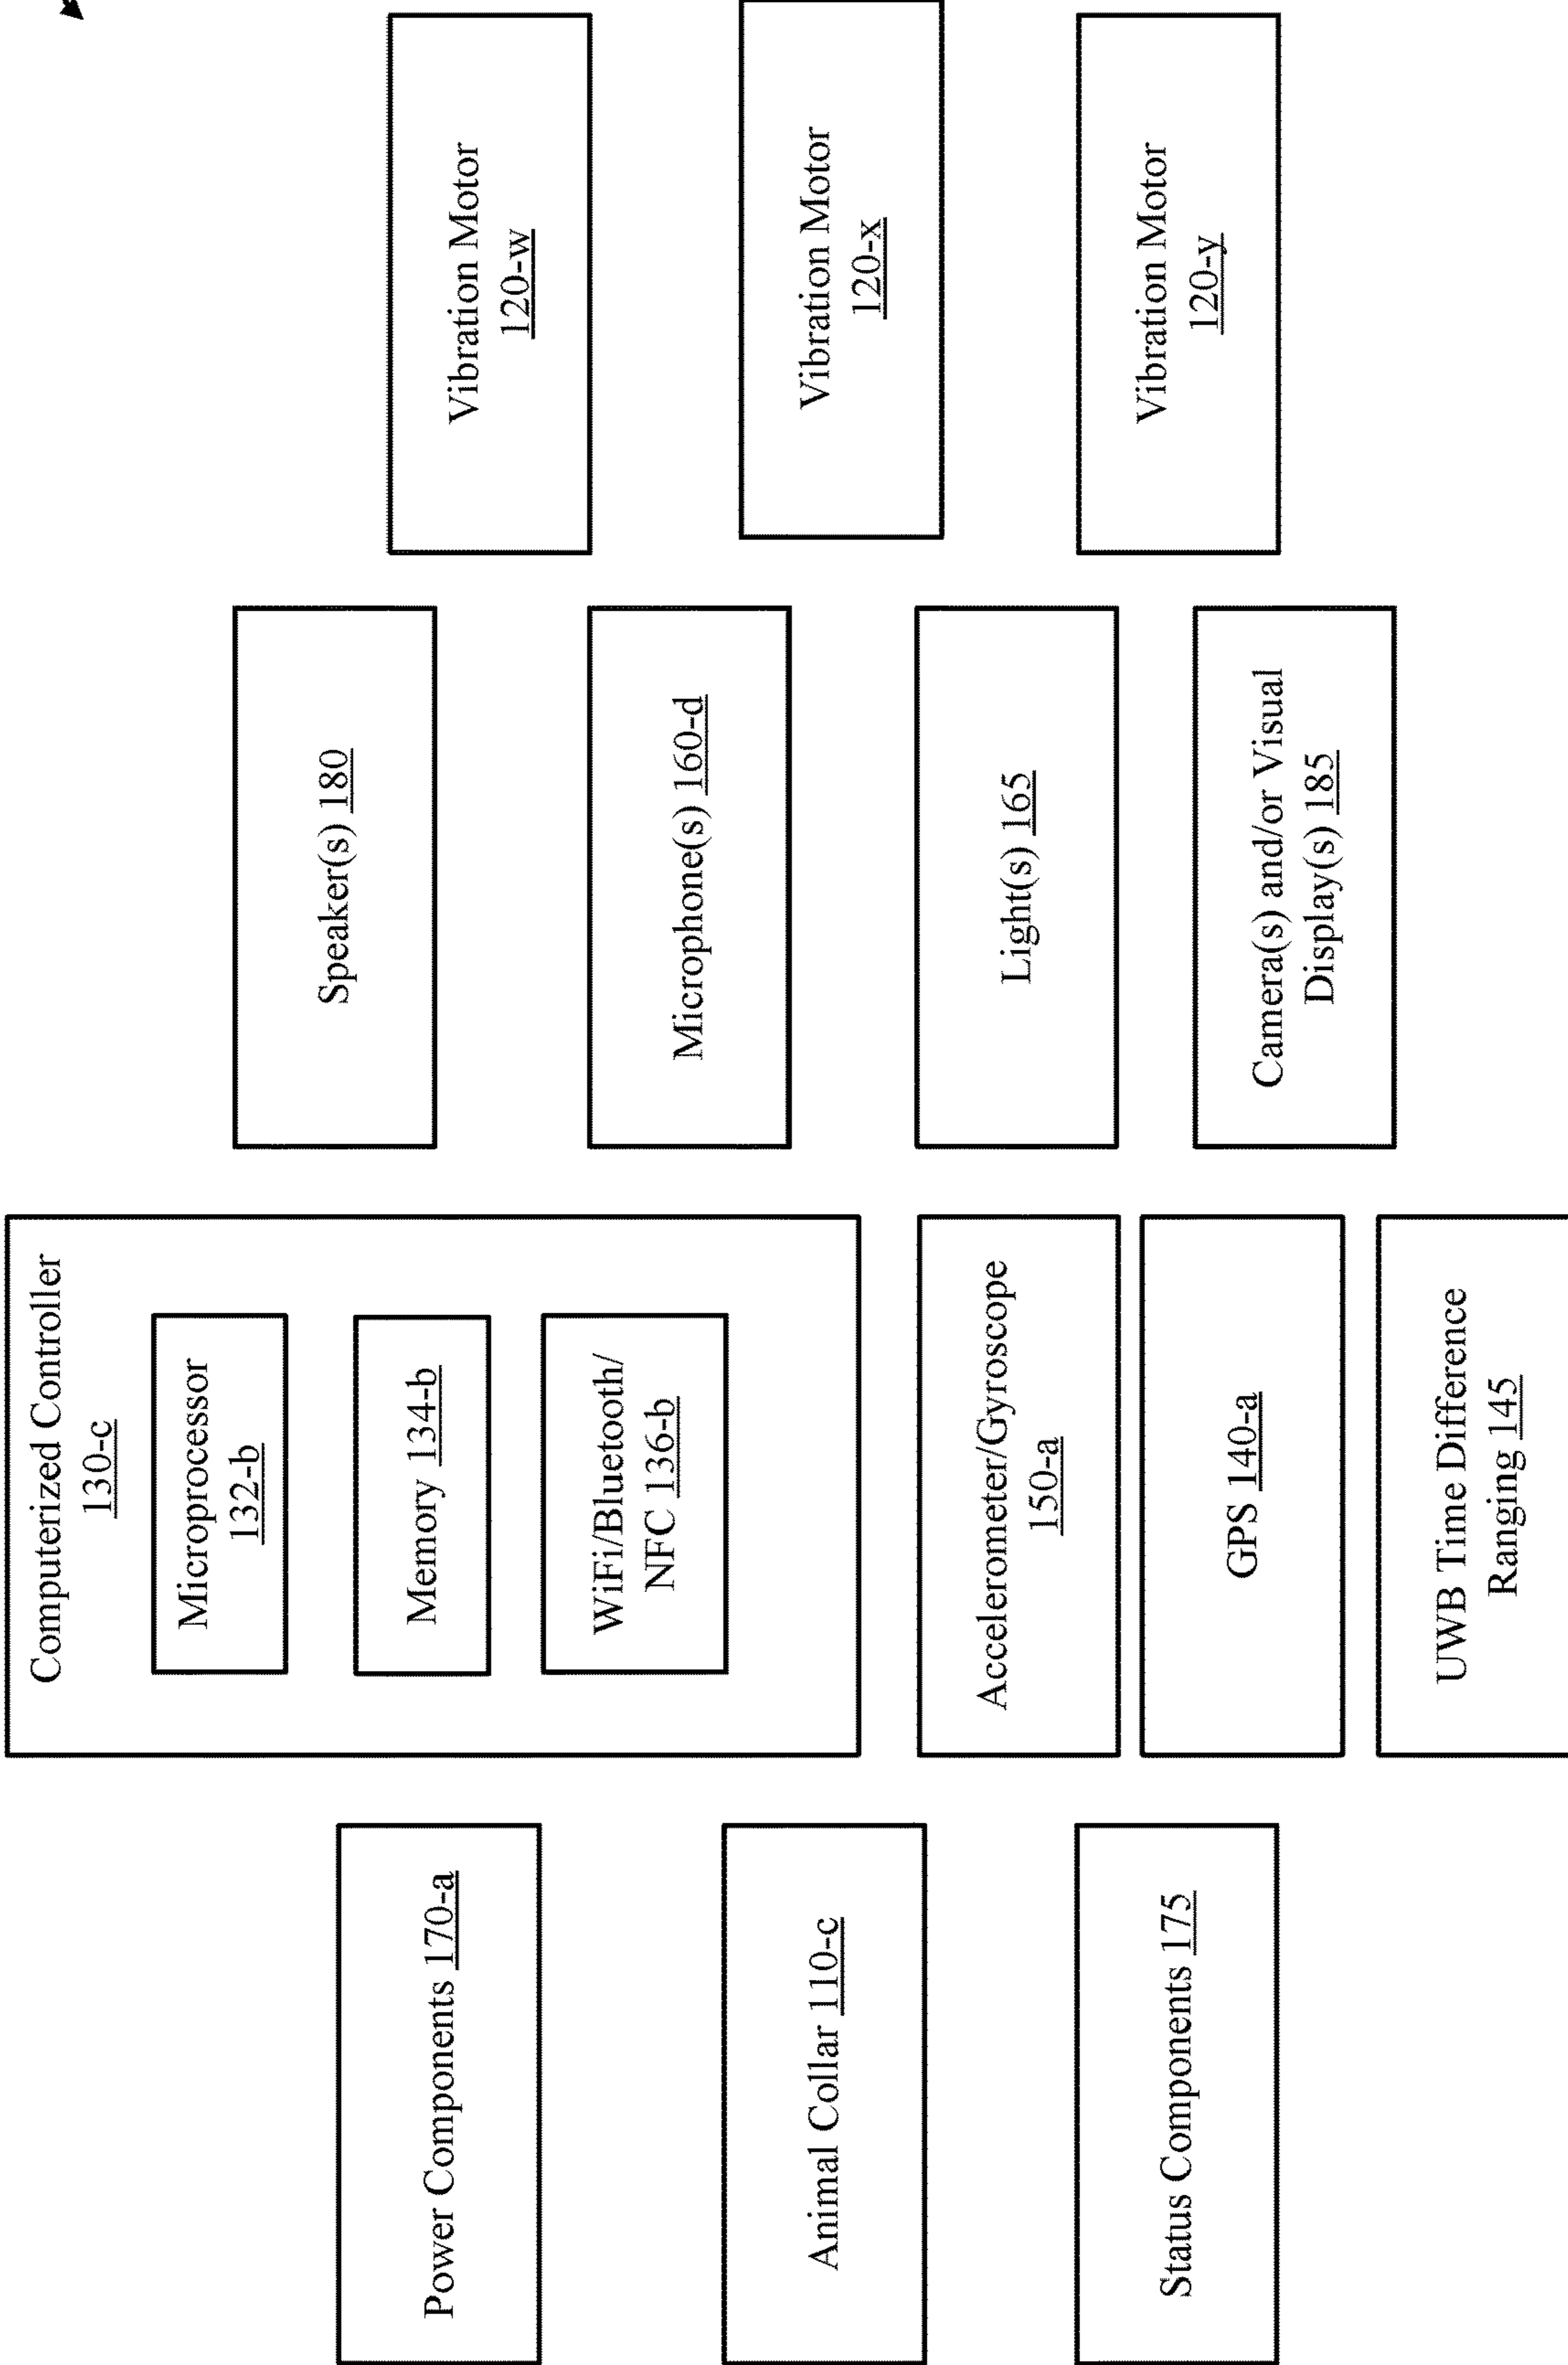 Power Components 170-a
Animal Collar 110-c
Status Components 175
Computerized Controller
130-c
Microprocessor
132-b
Memory 134-b
WiFi/Bluetooth/
NFC 136-b
Accelerometer/Gyroscope
150-a
GPS 140-a
UWB Time Difference
Ranging 145
Speaker(s) 180
Microphone(s) 160-d
Light(s) 165
Camera(s) and/or Visual
Display(s) 185
Vibration Motor
120-w
Vibration Motor
120-x
Vibration Motor
120-y